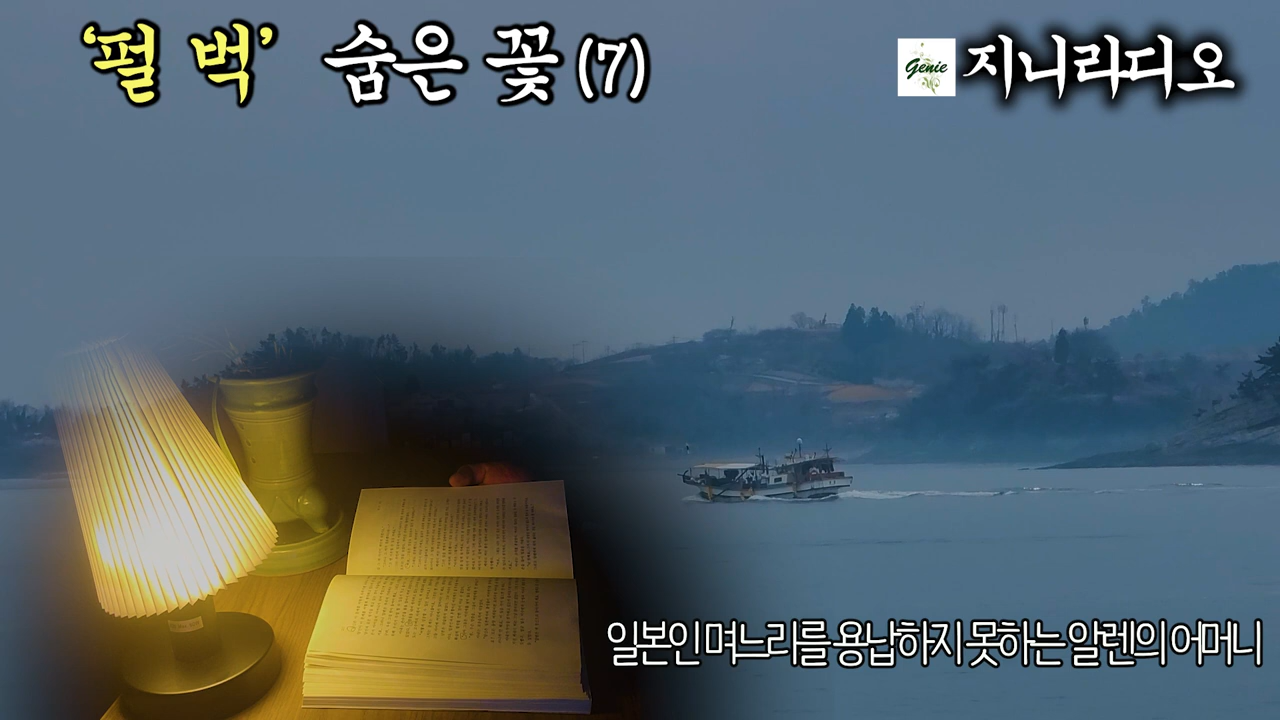 ‘펄 벅’ 숨은 꽃 (7)
Genie 지니라디오
일본인 며느리를 용납하지 못하는 알렌의 어머니